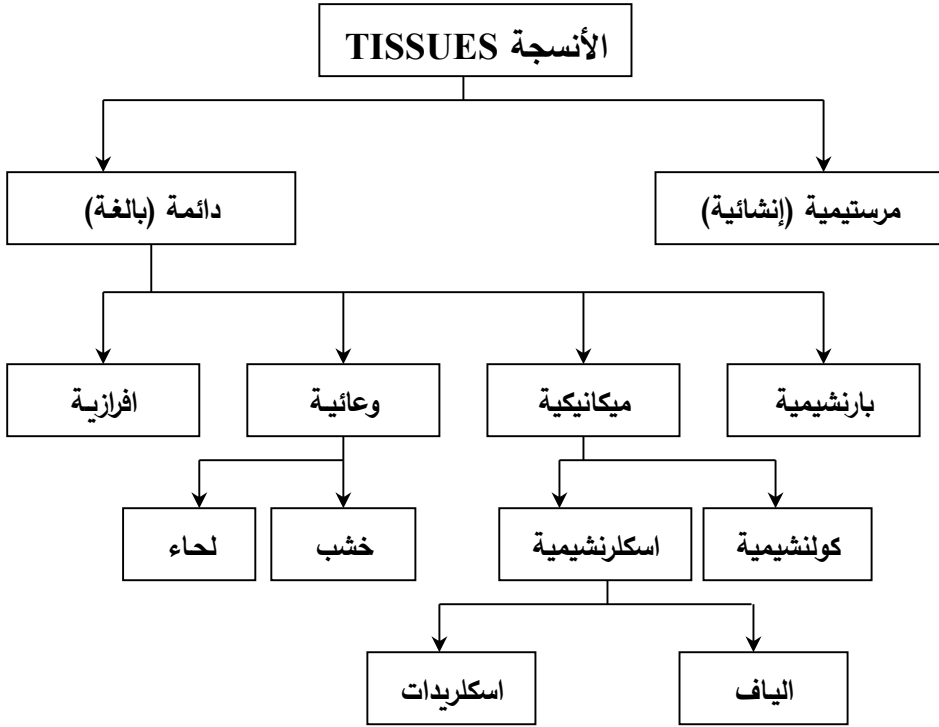 الأنسجة TISSUES
مرستيمية (إنشائية)
دائمة (بالغة)
بارنشيمية
ميكانيكية
وعائية
افرازية
كولنشيمية
اسكلرنشيمية
خشب
لحاء
الياف
اسكلريدات